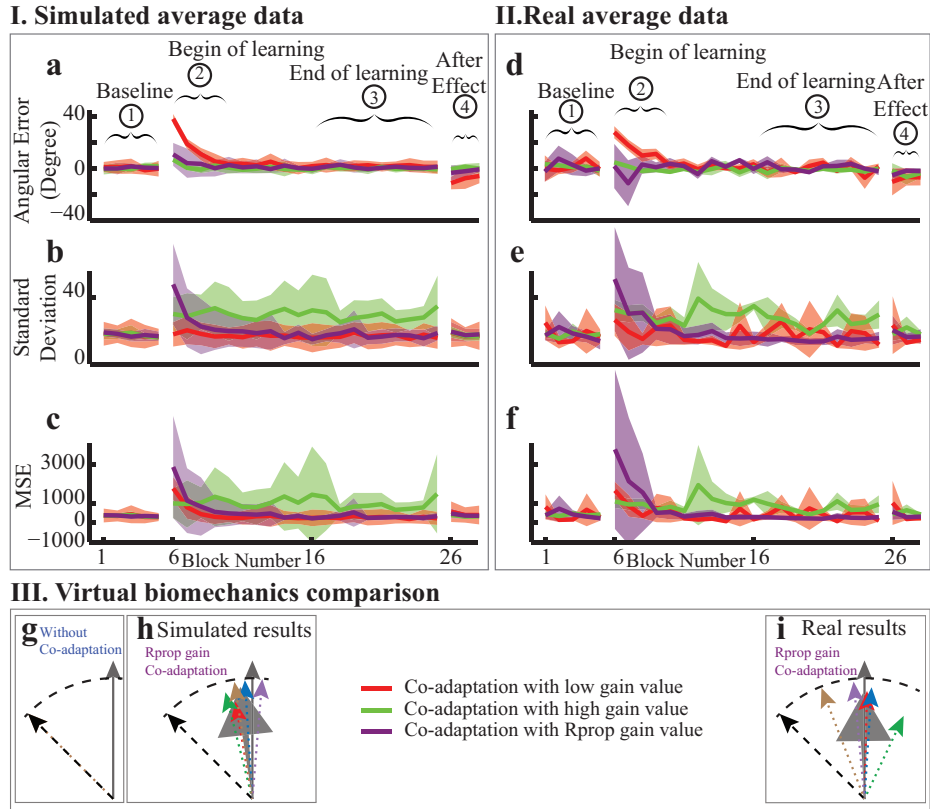 I. Simulated average data
II.Real average data
a
Baseline
1
Begin of learning
2
End of learning
3
After
Effect
4
Angular Error
(Degree)
40
0
−40
b
Standard
Deviation
40
0
c
MSE
3000
1000
0
−1000
1
6
Block Number
16
26
d
Baseline
1
Begin of learning
2
End of learning
3
After
Effect
4
e
f
1
6
Block Number
16
26
III. Virtual biomechanics comparison
g
Without
Co-adaptation
h
Simulated results
Rprop gain
Co-adaptation
Co-adaptation with low gain value
Co-adaptation with high gain value
Co-adaptation with Rprop gain value
i
Real results
Rprop gain
Co-adaptation